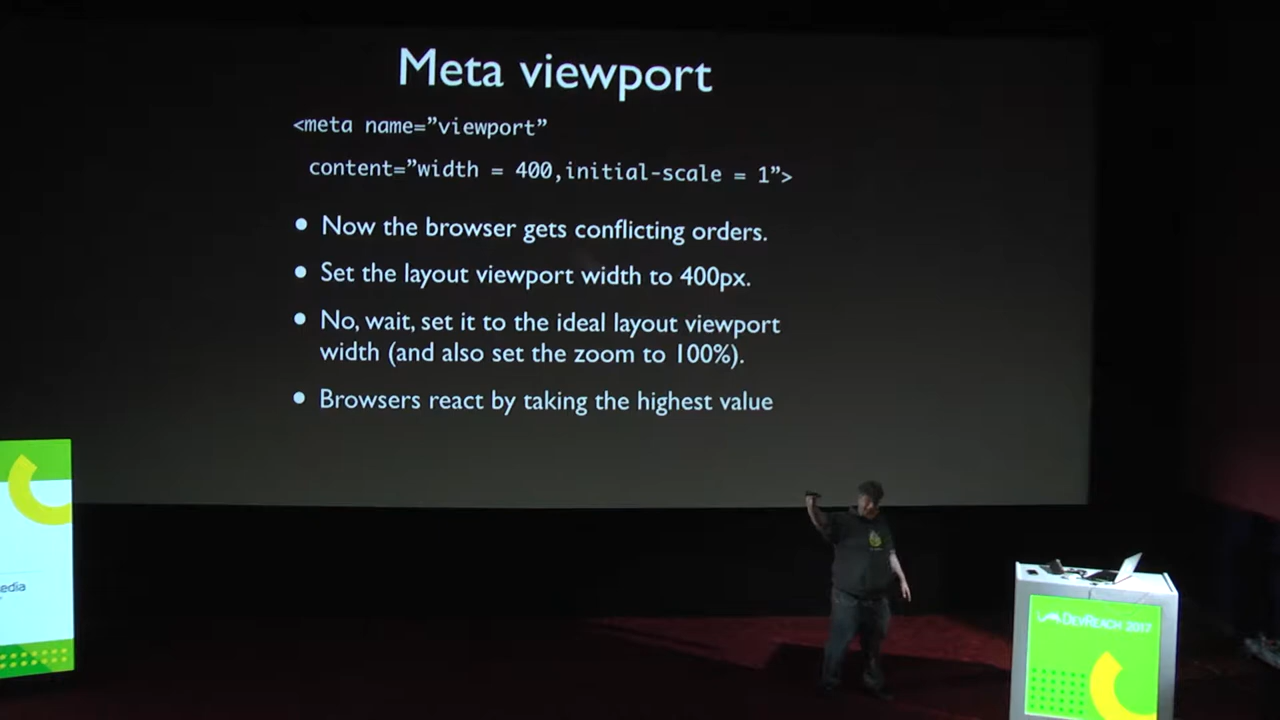 Meta viewport
<meta name=”viewport”
content=”width = 400,initial-scale = 1”>
• Now the browser gets conflicting orders.
• Set the layout viewport width to 400px.
• No, wait, set it to the ideal layout viewport
width (and also set the zoom to 100%).
• Browsers react by taking the highest value
edia
DEVREACH 2017